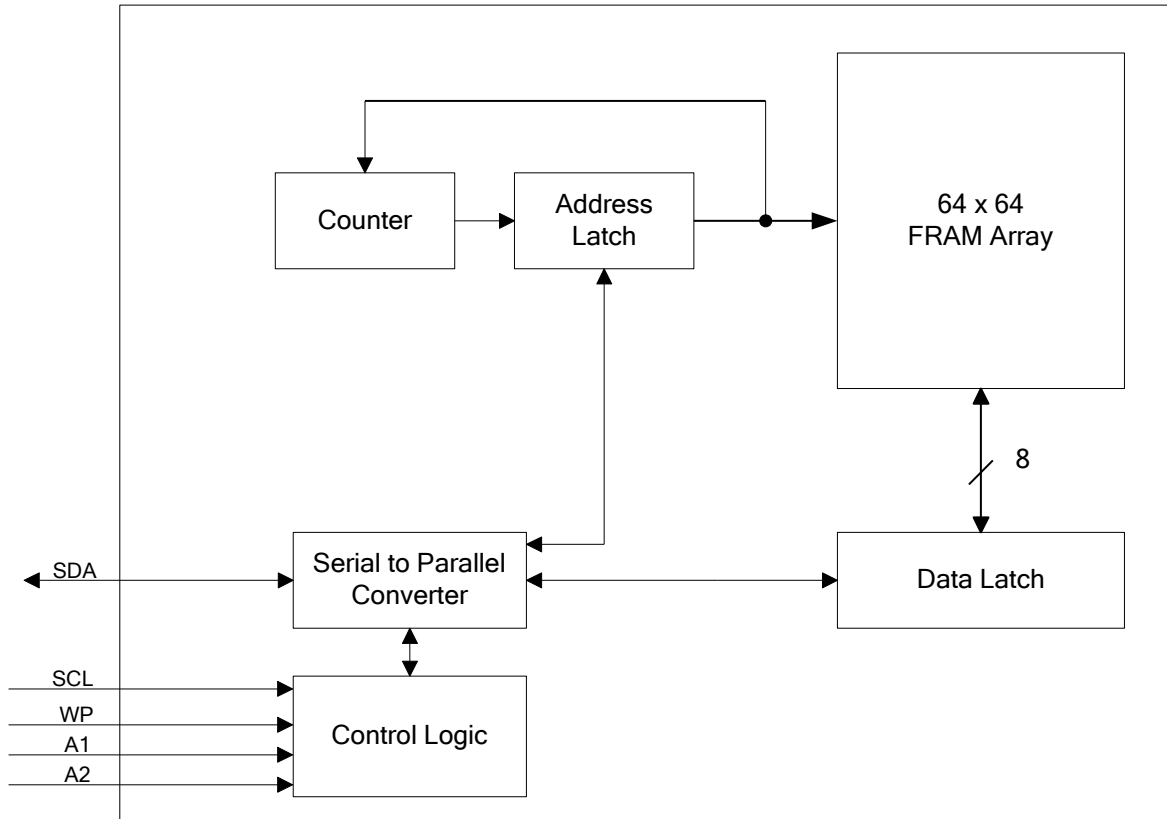 Counter
Address
Latch
64 x 64
FRAM Array
8
SDA
Serial to Parallel
Converter
Data Latch
SCL
WP
A1
A2
Control Logic